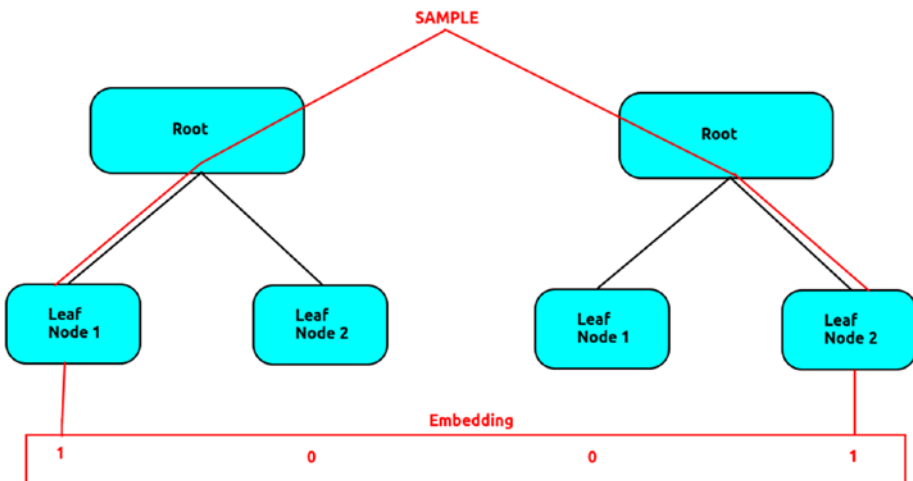 SAMPLE
Root
Root
Leaf
Node 1
Leaf
Node 2
Leaf
Node 1
Leaf
Node 2
Embedding
1
0
0
1